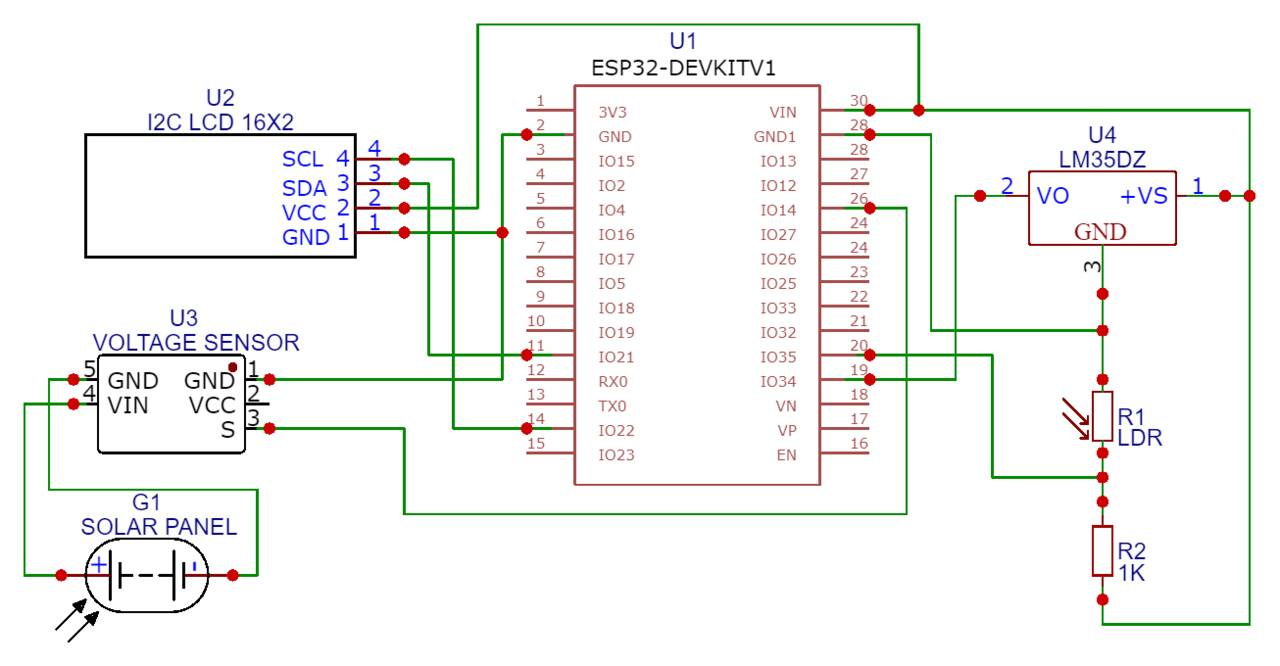 U1
ESP32-DEVKITV1
U2
I2C LCD 16X2
SCL 4 4
SDA 3 3
VCC 2 2
GND 1 1
1 3V3 VIN 30
2 GND GND1 28
3 IO15 IO13 28
4 IO2 IO12 27
5 IO4 IO14 26
6 IO16 IO27 24
7 IO17 IO26 24
8 IO5 IO25 23
9 IO18 IO33 22
10 IO19 IO32 21
11 IO21 IO35 20
12 RX0 IO34 19
13 TX0 VN 18
14 IO22 VP 17
15 IO23 EN 16
U4
LM35DZ
2 VO +VS 1
GND
3
U3
VOLTAGE SENSOR
5 GND GND 1
4 VIN VCC 2
S 3
G1
SOLAR PANEL
+ -
R1
LDR
R2
1K